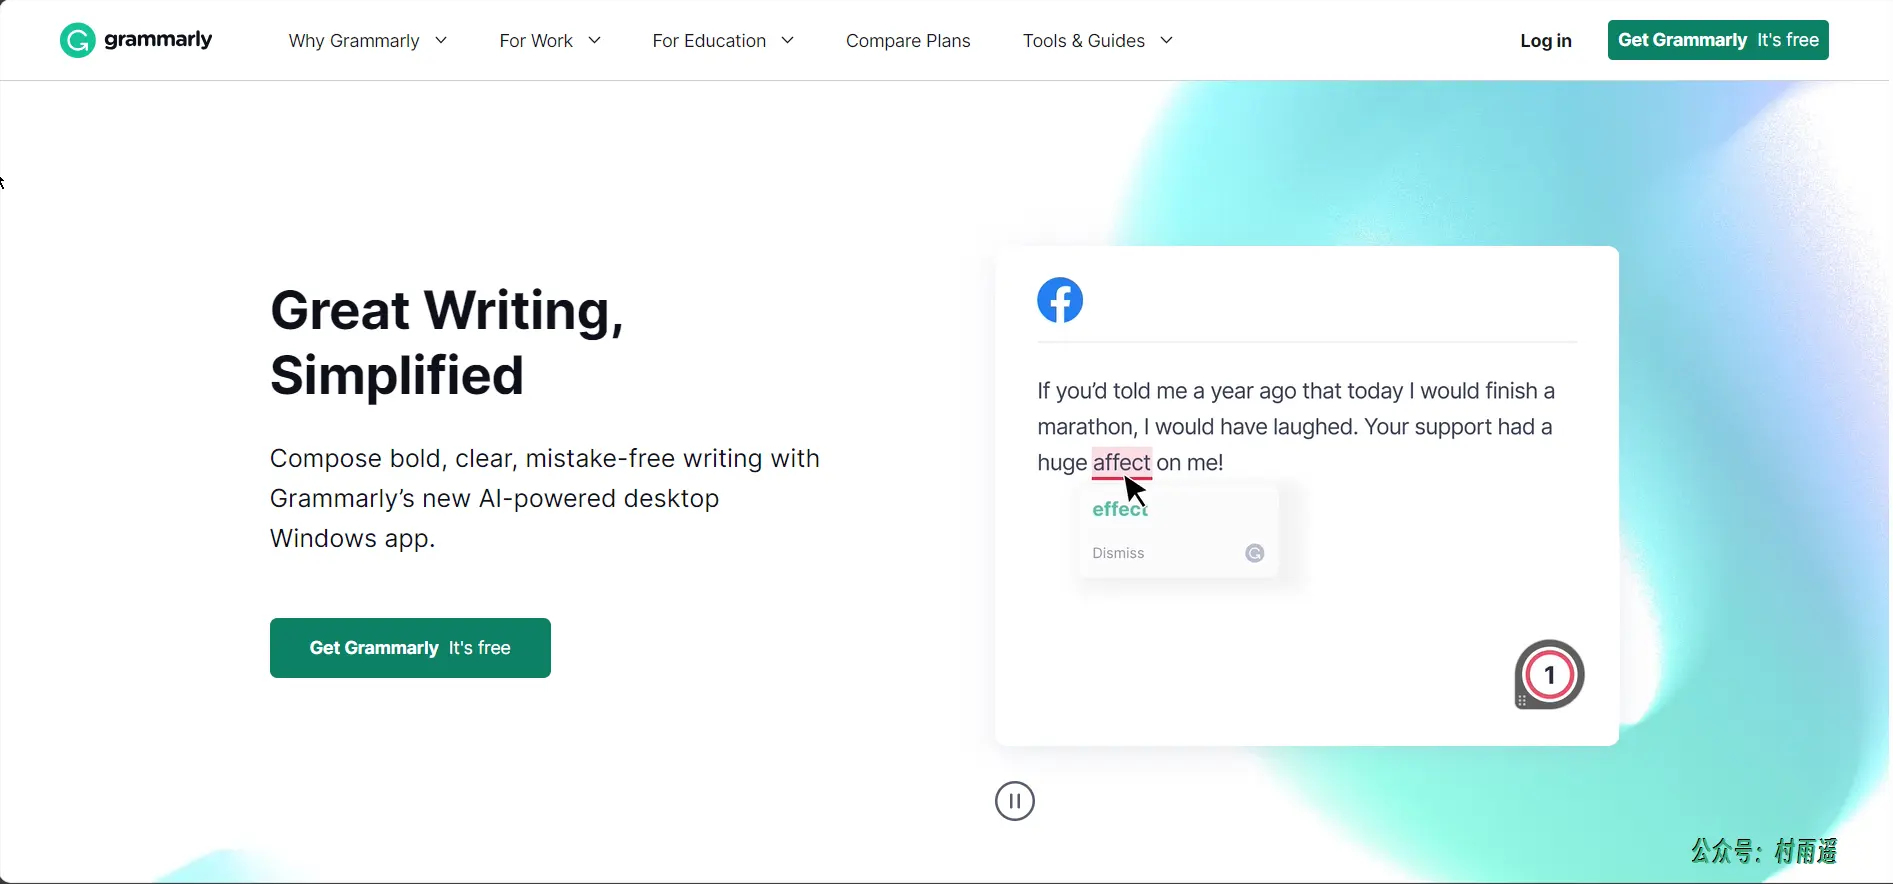 grammarly
Why Grammarly
For Work
For Education
Compare Plans
Tools & Guides
Log in
Get Grammarly It's free
Great Writing,
Simplified
Compose bold, clear, mistake-free writing with
Grammarly’s new AI-powered desktop
Windows app.
Get Grammarly It's free
If you’d told me a year ago that today I would finish a
marathon, I would have laughed. Your support had a
huge affect on me!
effect
Dismiss
1
公众号：村雨遥